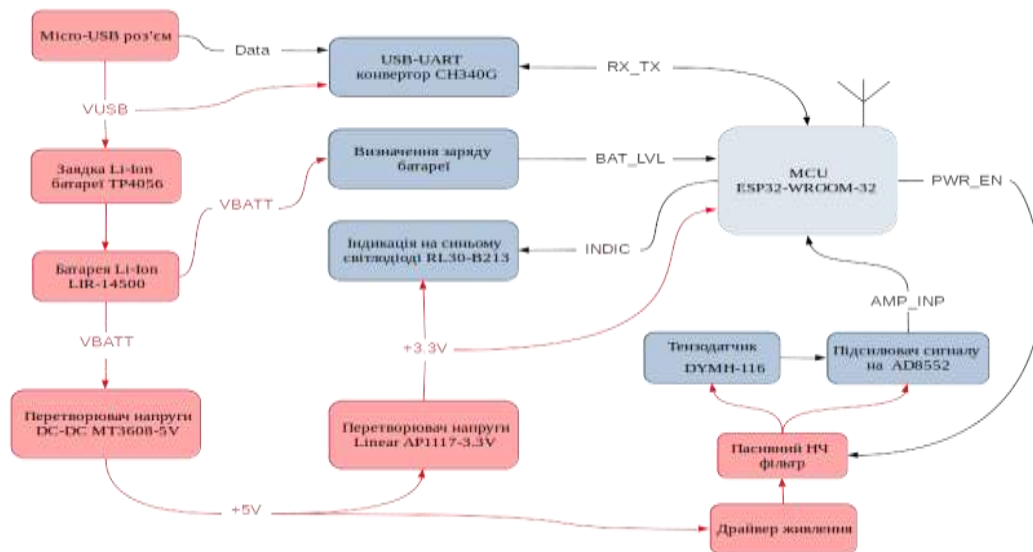 Micro-USB роз'єм
Data
USB-UART
конвертор CH340G
RX_TX
VUSB
Заядка Li-Ion
батареї TP4056
Визначення заряду
батареї
BAT_LVL
MCU
ESP32-WROOM-32
PWR_EN
VBATT
Індикація на синьому
світлодіоді RL30-B213
INDIC
Батарея Li-Ion
LIR-14500
AMP_INP
VBATT
+3.3V
Тензодатчик
DYMH-116
Підсилювач сигналу
на AD8552
Перетворювач напруги
DC-DC MT3608-5V
Перетворювач напруги
Linear AP1117-3.3V
Пасивний НЧ
фільтр
+5V
Драйвер живлення